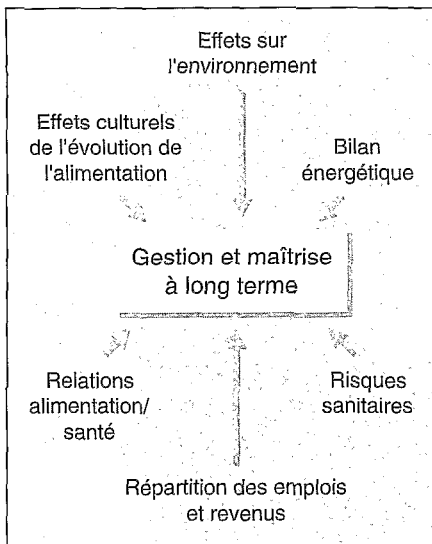 Effets sur
l'environnement
Effets culturels
de l'évolution de
l'alimentation
Bilan
énergétique
Gestion et maîtrise
à long terme
Relations
alimentation/
santé
Risques
sanitaires
Répartition des emplois
et revenus